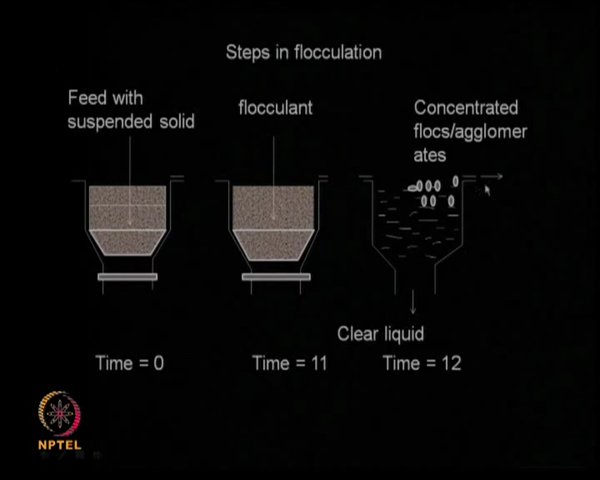 Steps in flocculation
Feed with
suspended solid
flocculant
Concentrated
flocs/agglomer
ates
Clear liquid
Time = 0
Time = 11
Time = 12
NPTEL